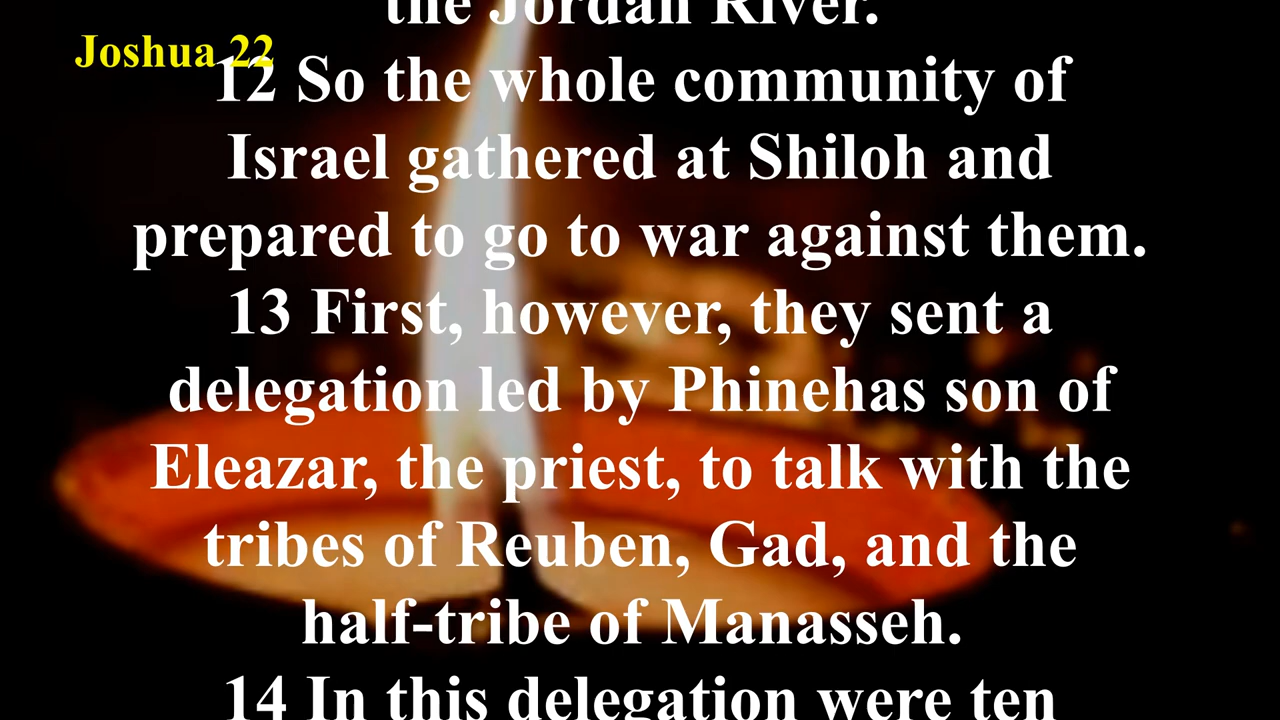 the Jordan River.
Joshua 22
12 So the whole community of
Israel gathered at Shiloh and
prepared to go to war against them.
13 First, however, they sent a
delegation led by Phinehas son of
Eleazar, the priest, to talk with the
tribes of Reuben, Gad, and the
half-tribe of Manasseh.
14 In this delegation were ten